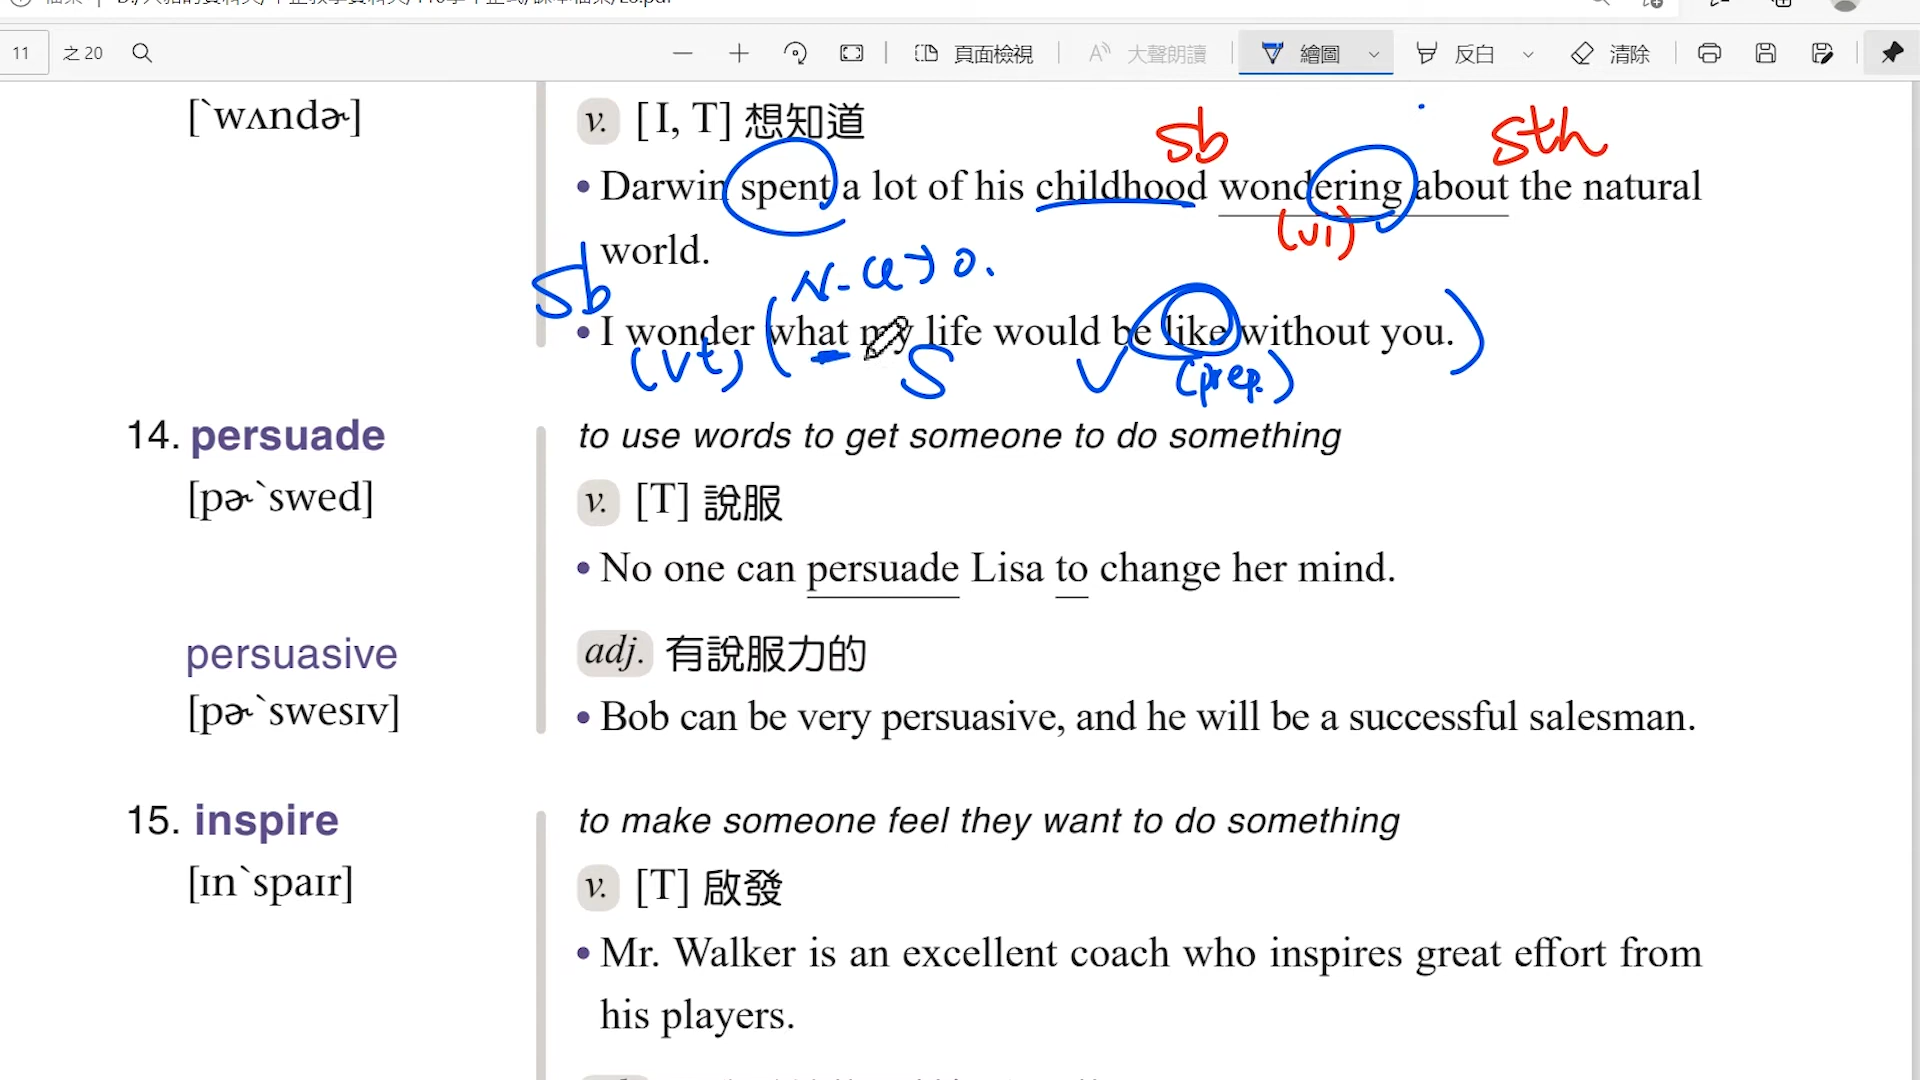 11 之 20 頁面檢視 大聲朗讀 繪圖 反白 清除
[ˋwʌndɚ]
v. [I, T] 想知道
sb sth
• Darwin spent a lot of his childhood wondering about the natural
(vi)
world.
sb N-cl → O.
• I wonder what my life would be like without you.
(vt) S (prep.)
14. persuade
to use words to get someone to do something
[pɚˋswed]
v. [T] 說服
• No one can persuade Lisa to change her mind.
persuasive
adj. 有說服力的
[pɚˋswesɪv]
• Bob can be very persuasive, and he will be a successful salesman.
15. inspire
to make someone feel they want to do something
[ɪnˋspaɪr]
v. [T] 啟發
• Mr. Walker is an excellent coach who inspires great effort from
his players.